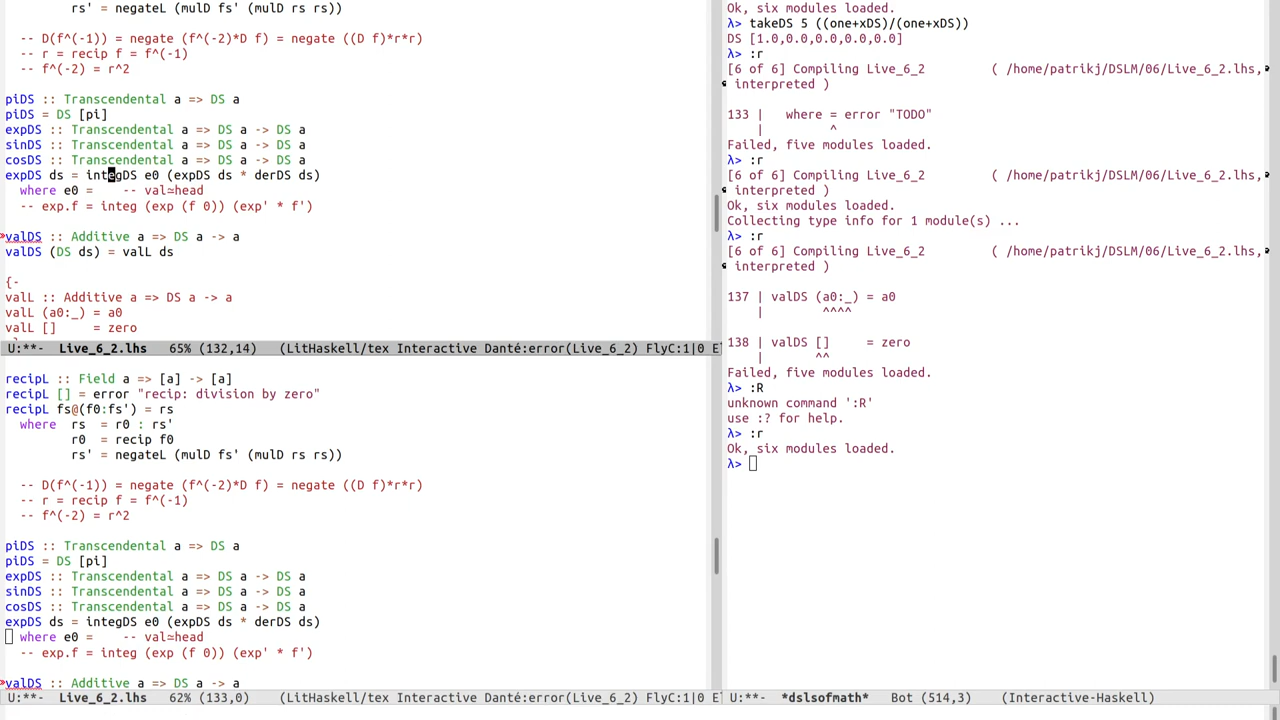 rs' = negateL (mulD fs' (mulD rs rs))
-- D(f^(-1)) = negate (f^(-2)*D f) = negate ((D f)*r*r)
-- r = recip f = f^(-1)
-- f^(-2) = r^2
piDS :: Transcendental a => DS a
piDS = DS [pi]
expDS :: Transcendental a => DS a -> DS a
sinDS :: Transcendental a => DS a -> DS a
cosDS :: Transcendental a => DS a -> DS a
expDS ds = integDS e0 (expDS ds * derDS ds)
where e0 =    -- val≃head
-- exp.f = integ (exp (f 0)) (exp' * f')
valDS :: Additive a => DS a -> a
valDS (DS ds) = valL ds
{-
valL :: Additive a => DS a -> a
valL (a0:_) = a0
valL []     = zero
U:**-  Live_6_2.lhs   65% (132,14)   (LitHaskell/tex Interactive Danté:error(Live_6_2) FlyC:1|0 E
recipL :: Field a => [a] -> [a]
recipL [] = error "recip: division by zero"
recipL fs@(f0:fs') = rs
where  rs  = r0 : rs'
r0  = recip f0
rs' = negateL (mulD fs' (mulD rs rs))
-- D(f^(-1)) = negate (f^(-2)*D f) = negate ((D f)*r*r)
-- r = recip f = f^(-1)
-- f^(-2) = r^2
piDS :: Transcendental a => DS a
piDS = DS [pi]
expDS :: Transcendental a => DS a -> DS a
sinDS :: Transcendental a => DS a -> DS a
cosDS :: Transcendental a => DS a -> DS a
expDS ds = integDS e0 (expDS ds * derDS ds)
where e0 =    -- val≃head
-- exp.f = integ (exp (f 0)) (exp' * f')
valDS :: Additive a => DS a -> a
U:**-  Live_6_2.lhs   62% (133,0)    (LitHaskell/tex Interactive Danté:error(Live_6_2) FlyC:1|0 E
Ok, six modules loaded.
λ> takeDS 5 ((one+xDS)/(one+xDS))
DS [1.0,0.0,0.0,0.0,0.0]
λ> :r
[6 of 6] Compiling Live_6_2         ( /home/patrikj/DSLM/06/Live_6_2.lhs,
interpreted )
133 |   where = error "TODO"
|         ^
Failed, five modules loaded.
λ> :r
[6 of 6] Compiling Live_6_2         ( /home/patrikj/DSLM/06/Live_6_2.lhs,
interpreted )
Ok, six modules loaded.
Collecting type info for 1 module(s) ...
λ> :r
[6 of 6] Compiling Live_6_2         ( /home/patrikj/DSLM/06/Live_6_2.lhs,
interpreted )
137 | valDS (a0:_) = a0
|        ^^^^
138 | valDS []     = zero
|       ^^
Failed, five modules loaded.
λ> :R
unknown command ':R'
use :? for help.
λ> :r
Ok, six modules loaded.
λ>
U:**-  *dslsofmath*   Bot (514,3)    (Interactive-Haskell)